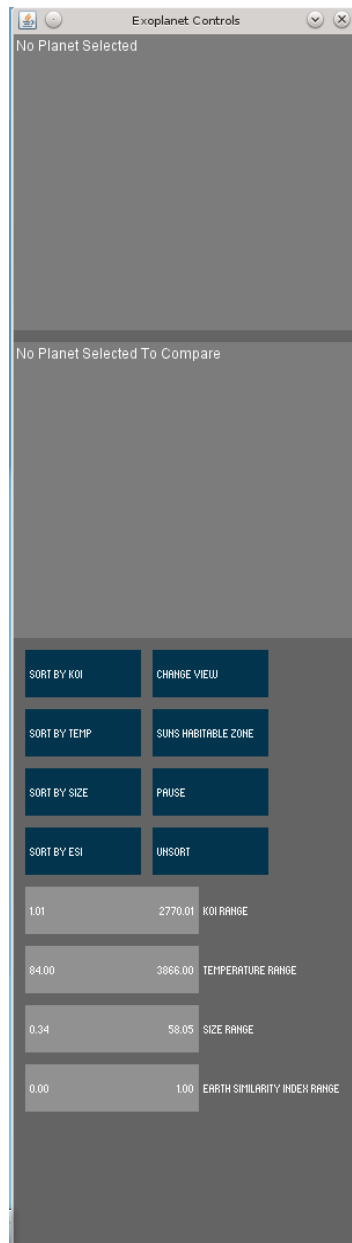 Exoplanet Controls
No Planet Selected
No Planet Selected To Compare
SORT BY KOI CHANGE VIEW
SORT BY TEMP SUNS HABITABLE ZONE
SORT BY SIZE PAUSE
SORT BY ESI UNSORT
1.01 2770.01 KOI RANGE
84.00 3866.00 TEMPERATURE RANGE
0.34 58.05 SIZE RANGE
0.00 1.00 EARTH SIMILARITY INDEX RANGE